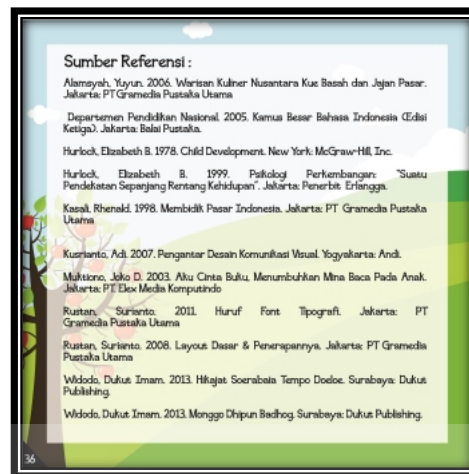 Sumber Referensi :
Alamsyah, Yuyun. 2006. Warisan Kuliner Nusantara Kue Basah dan Jajan Pasar.
Jakarta: PT Gramedia Pustaka Utama
Departemen Pendidikan Nasional. 2005. Kamus Besar Bahasa Indonesia (Edisi
Ketiga). Jakarta: Balai Pustaka.
Hurlock, Elizabeth B. 1978. Child Development. New York: McGraw-Hill, Inc.
Hurlock, Elizabeth B. 1999. Psikologi Perkembangan: "Suatu
Pendekatan Sepanjang Rentang Kehidupan". Jakarta: Penerbit Erlangga.
Kasali, Rhenald. 1998. Membidik Pasar Indonesia. Jakarta: PT Gramedia Pustaka
Utama
Kusrianto, Adi. 2007. Pengantar Desain Komunikasi Visual. Yogyakarta: Andi.
Muktiono, Joko D. 2003. Aku Cinta Buku, Menumbuhkan Mina Baca Pada Anak.
Jakarta: PT. Elex Media Komputindo
Rustan, Surianto. 2011. Huruf Font Tipografi. Jakarta: PT
Gramedia Pustaka Utama
Rustan, Surianto. 2008. Layout Dasar & Penerapannya. Jakarta: PT Gramedia
Pustaka Utama
Widodo, Dukut Imam. 2013. Hikajat Soerabaia Tempo Doeloe. Surabaya: Dukut
Publishing.
Widodo, Dukut Imam. 2013. Monggo Dhipun Badhog. Surabaya: Dukut Publishing.
36